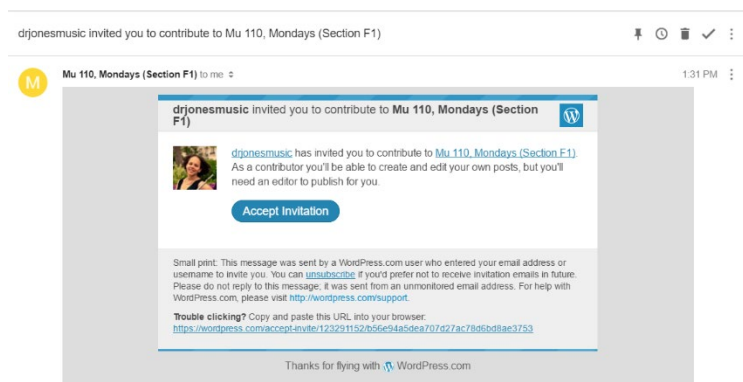 drjonesmusic invited you to contribute to Mu 110, Mondays (Section F1)
M
Mu 110, Mondays (Section F1) to me
1:31 PM
drjonesmusic invited you to contribute to Mu 110, Mondays (Section
F1)
drjonesmusic has invited you to contribute to Mu 110, Mondays (Section F1).
As a contributor you'll be able to create and edit your own posts, but you'll
need an editor to publish for you.
Accept Invitation
Small print: This message was sent by a WordPress.com user who entered your email address or
username to invite you. You can unsubscribe if you'd prefer not to receive invitation emails in future.
Please do not reply to this message; it was sent from an unmonitored email address. For help with
WordPress.com, please visit http://wordpress.com/support.
Trouble clicking? Copy and paste this URL into your browser:
https://wordpress.com/accept-invite/123291152/b56e94a5dea707d27ac78d6bd8ae3753
Thanks for flying with WordPress.com